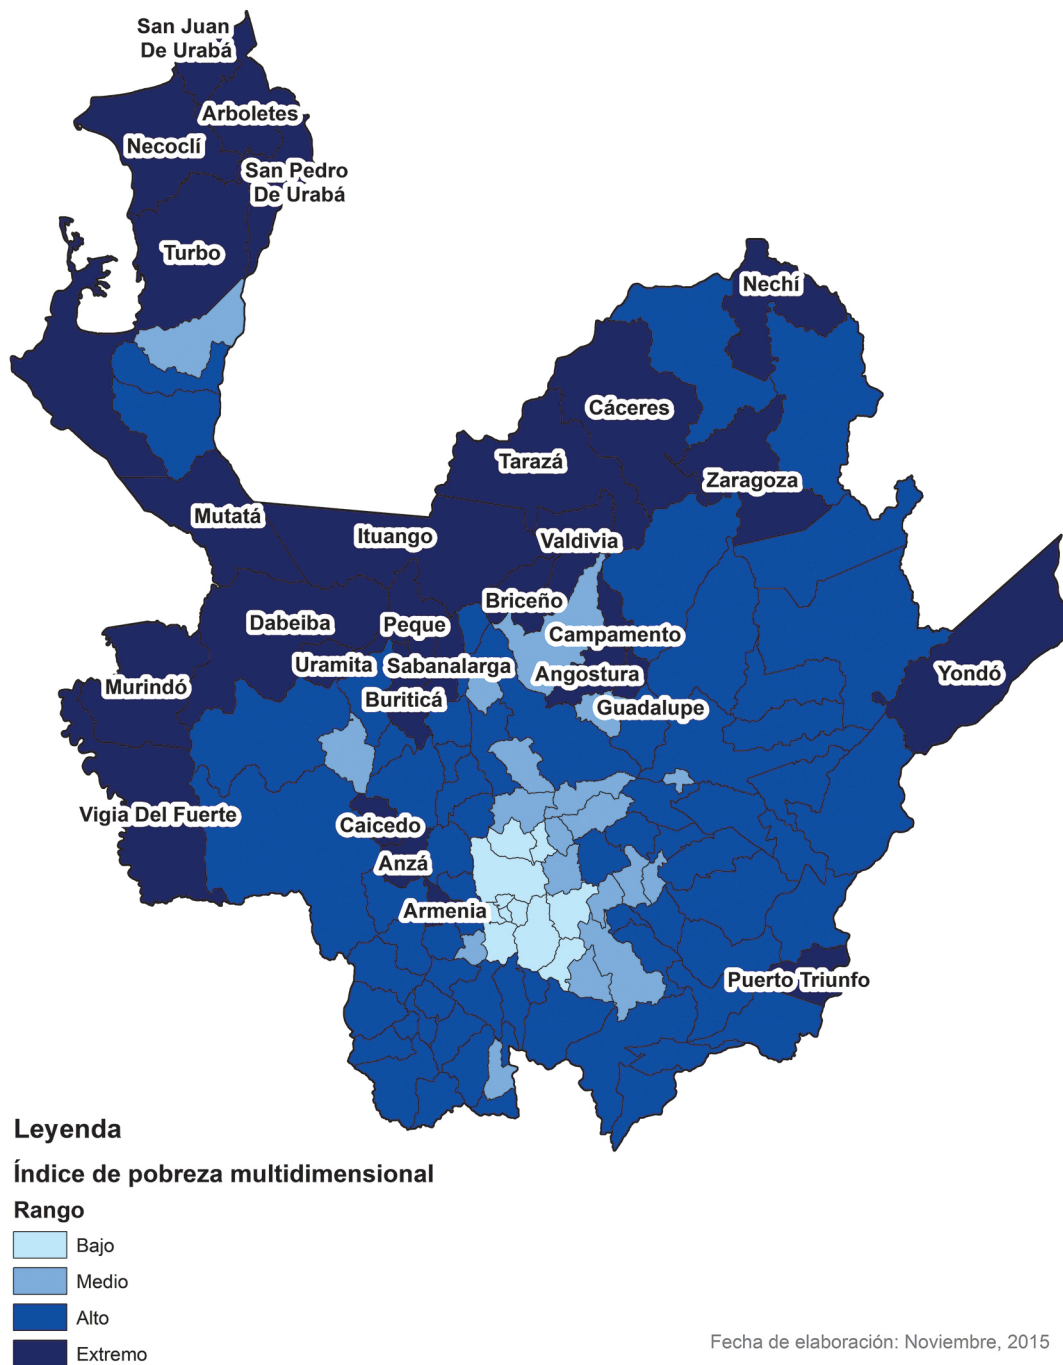 San Juan
De Urabá
Arboletes
Necoclí
San Pedro
De Urabá
Turbo
Nechí
Cáceres
Tarazá
Zaragoza
Mutatá
Ituango
Valdivia
Briceño
Dabeiba
Peque
Campamento
Uramita
Sabanalarga
Angostura
Yondó
Murindó
Buriticá
Guadalupe
Vigia Del Fuerte
Caicedo
Anzá
Armenia
Puerto Triunfo
Leyenda
Índice de pobreza multidimensional
Rango
Bajo
Medio
Alto
Extremo
Fecha de elaboración: Noviembre, 2015